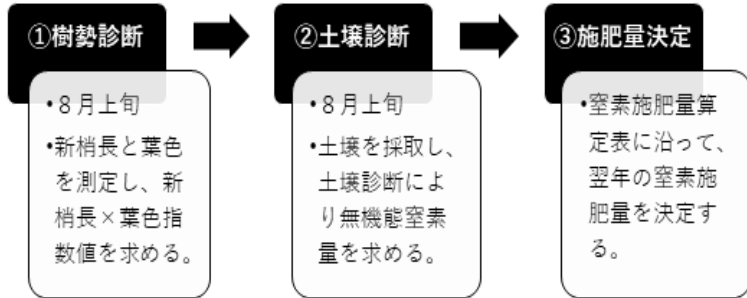 ①樹勢診断
・８月上旬
・新梢長と葉色
を測定し、新
梢長×葉色指
数値を求める。
②土壌診断
・８月上旬
・土壌を採取し、
土壌診断によ
り無機態窒素
量を求める。
③施肥量決定
・窒素施肥量算
定表に沿って、
翌年の窒素施
肥量を決定す
る。